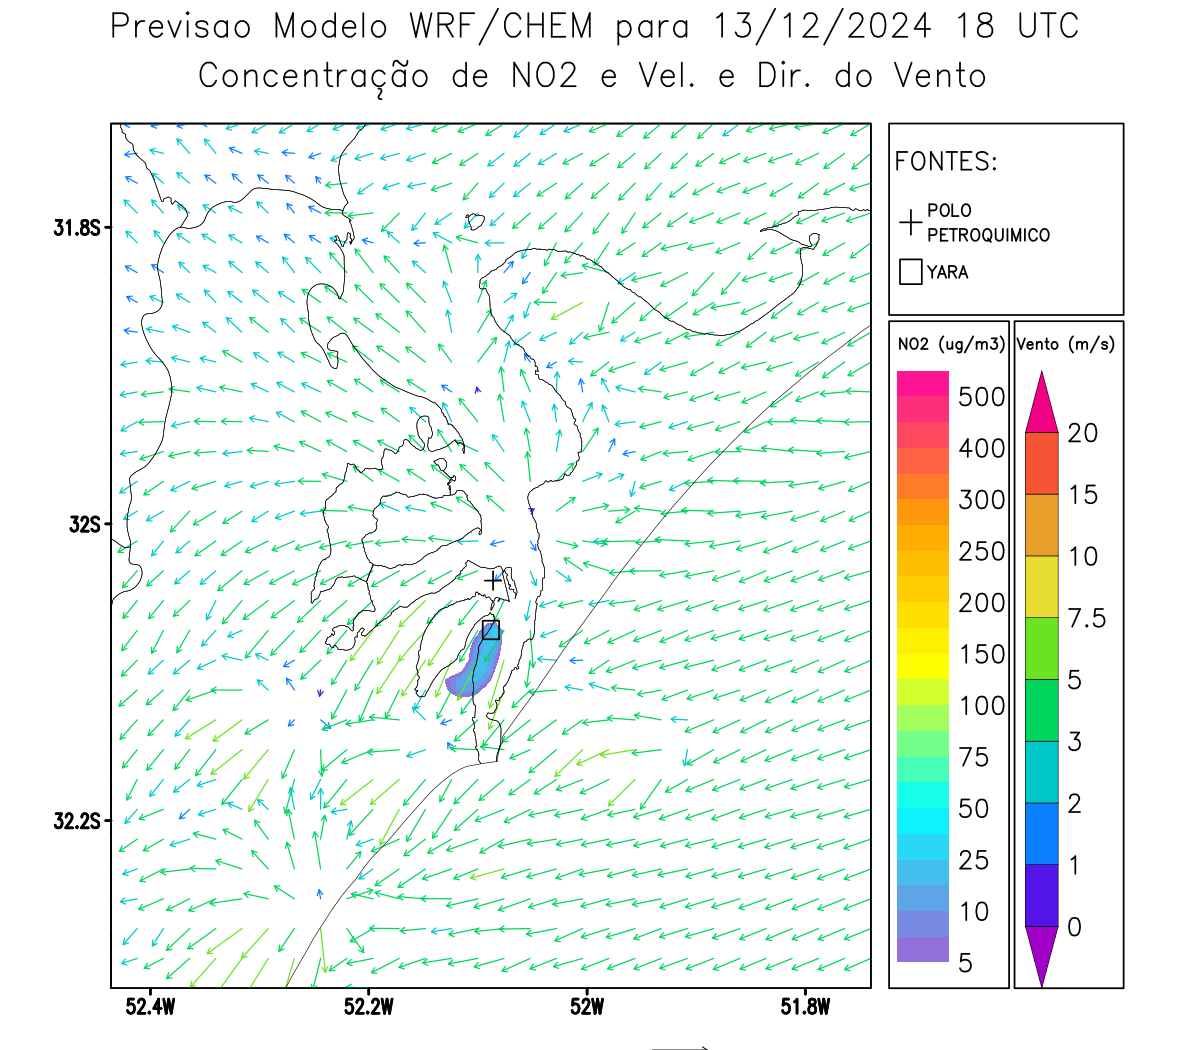 Previsao Modelo WRF/CHEM para 13/12/2024 18 UTC
Concentração de NO2 e Vel. e Dir. do Vento
FONTES:
POLO
PETROQUIMICO
YARA
31.8S
32S
32.2S
52.4W
52.2W
52W
51.8W
NO2 (ug/m3)
500
400
300
250
200
150
100
75
50
25
10
5
Vento (m/s)
20
15
10
7.5
5
3
2
1
0